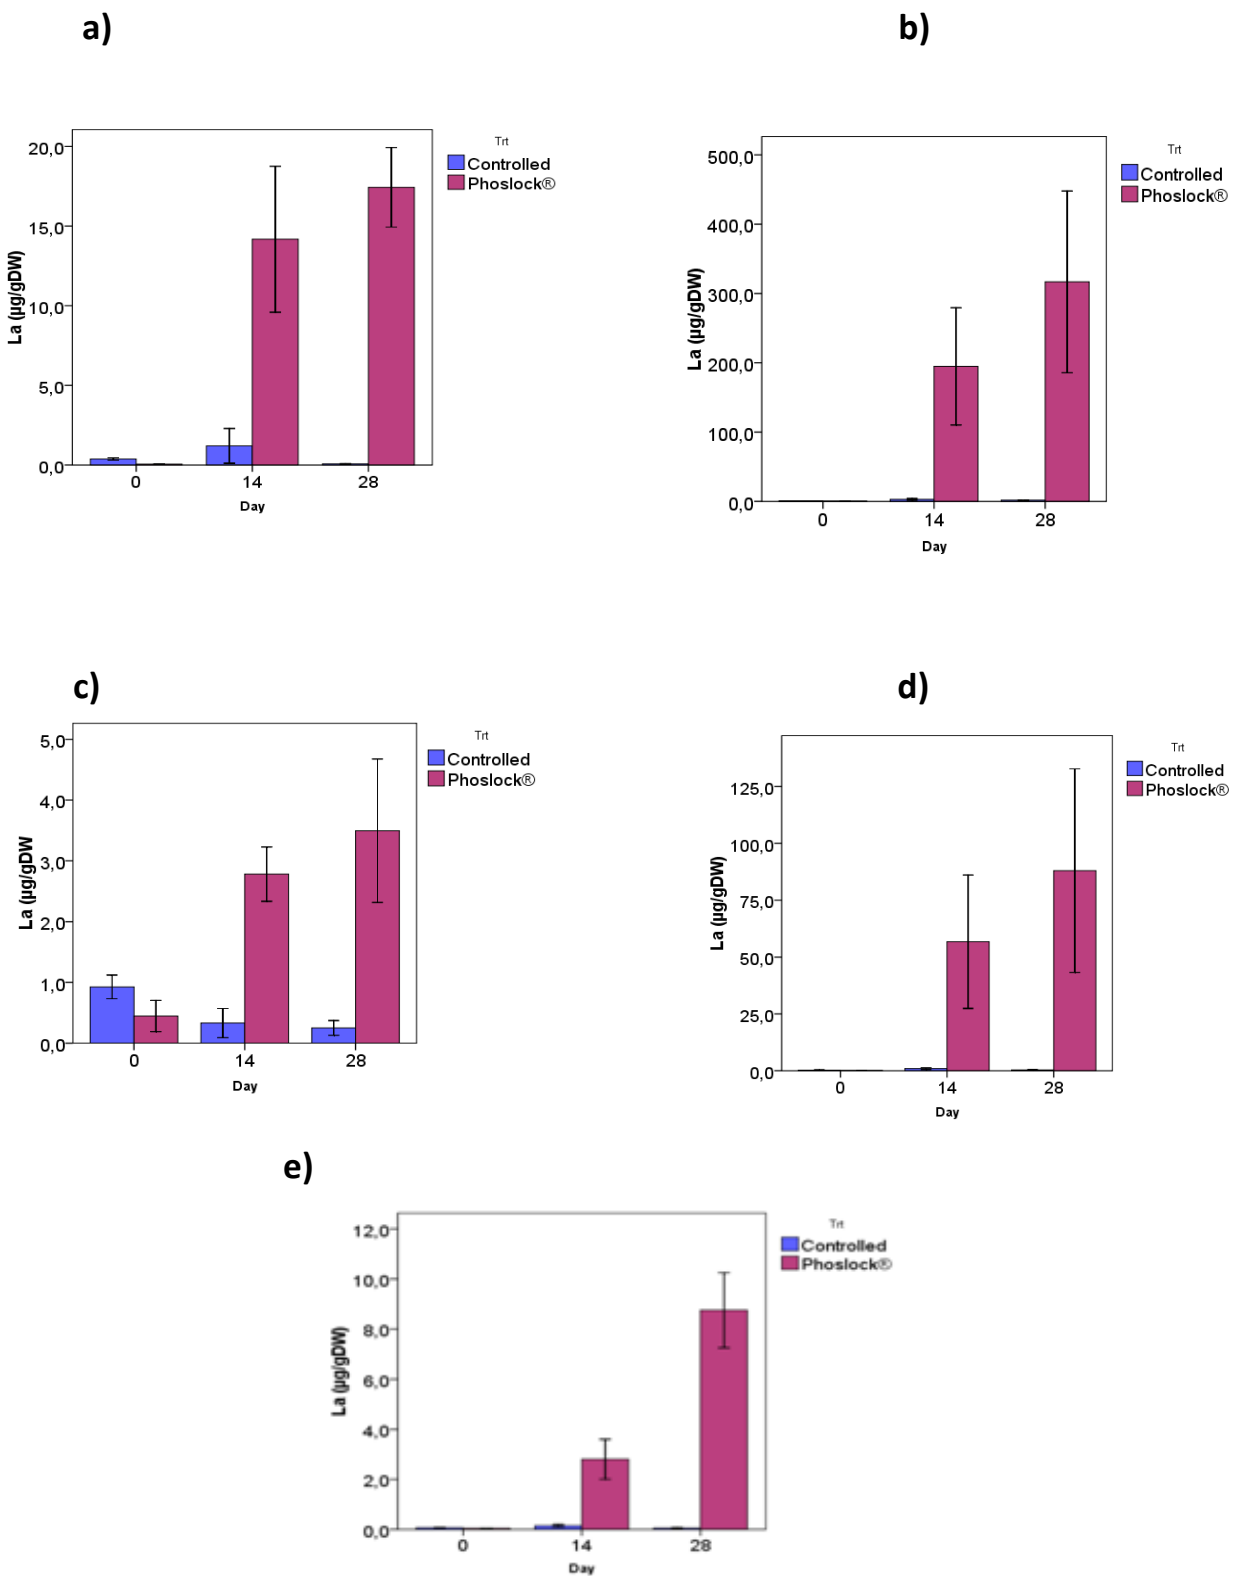 a)
b)
Trt
Controlled
Phoslock®
20,0
15,0
10,0
5,0
0,0
La (µg/gDW)
0 14 28
Day
Trt
Controlled
Phoslock®
500,0
400,0
300,0
200,0
100,0
0,0
La (µg/gDW)
0 14 28
Day
c)
d)
Trt
Controlled
Phoslock®
5,0
4,0
3,0
2,0
1,0
0,0
La (µg/gDW
0 14 28
Day
Trt
Controlled
Phoslock®
125,0
100,0
75,0
50,0
25,0
0,0
La (µg/gDW)
0 14 28
Day
e)
Trt
Controlled
Phoslock®
12,0
10,0
8,0
6,0
4,0
2,0
0,0
La (µg/gDW)
0 14 28
Day